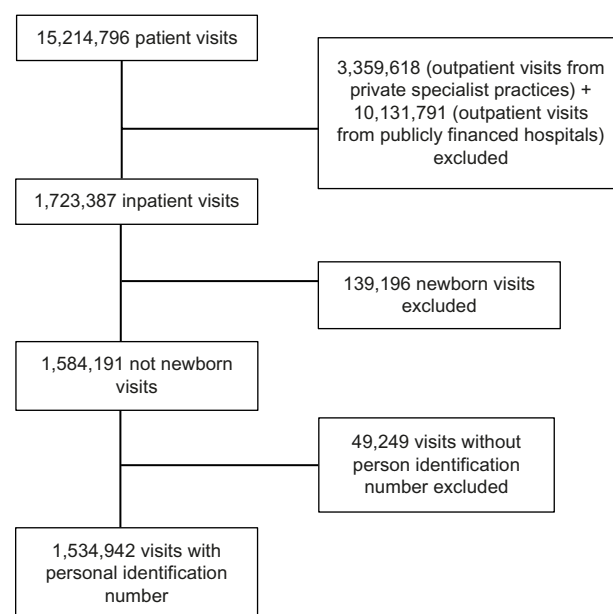 15,214,796 patient visits
3,359,618 (outpatient visits from
private specialist practices) +
10,131,791 (outpatient visits
from publicly financed hospitals)
excluded
1,723,387 inpatient visits
139,196 newborn visits
excluded
1,584,191 not newborn
visits
49,249 visits without
person identification
number excluded
1,534,942 visits with
personal identification
number